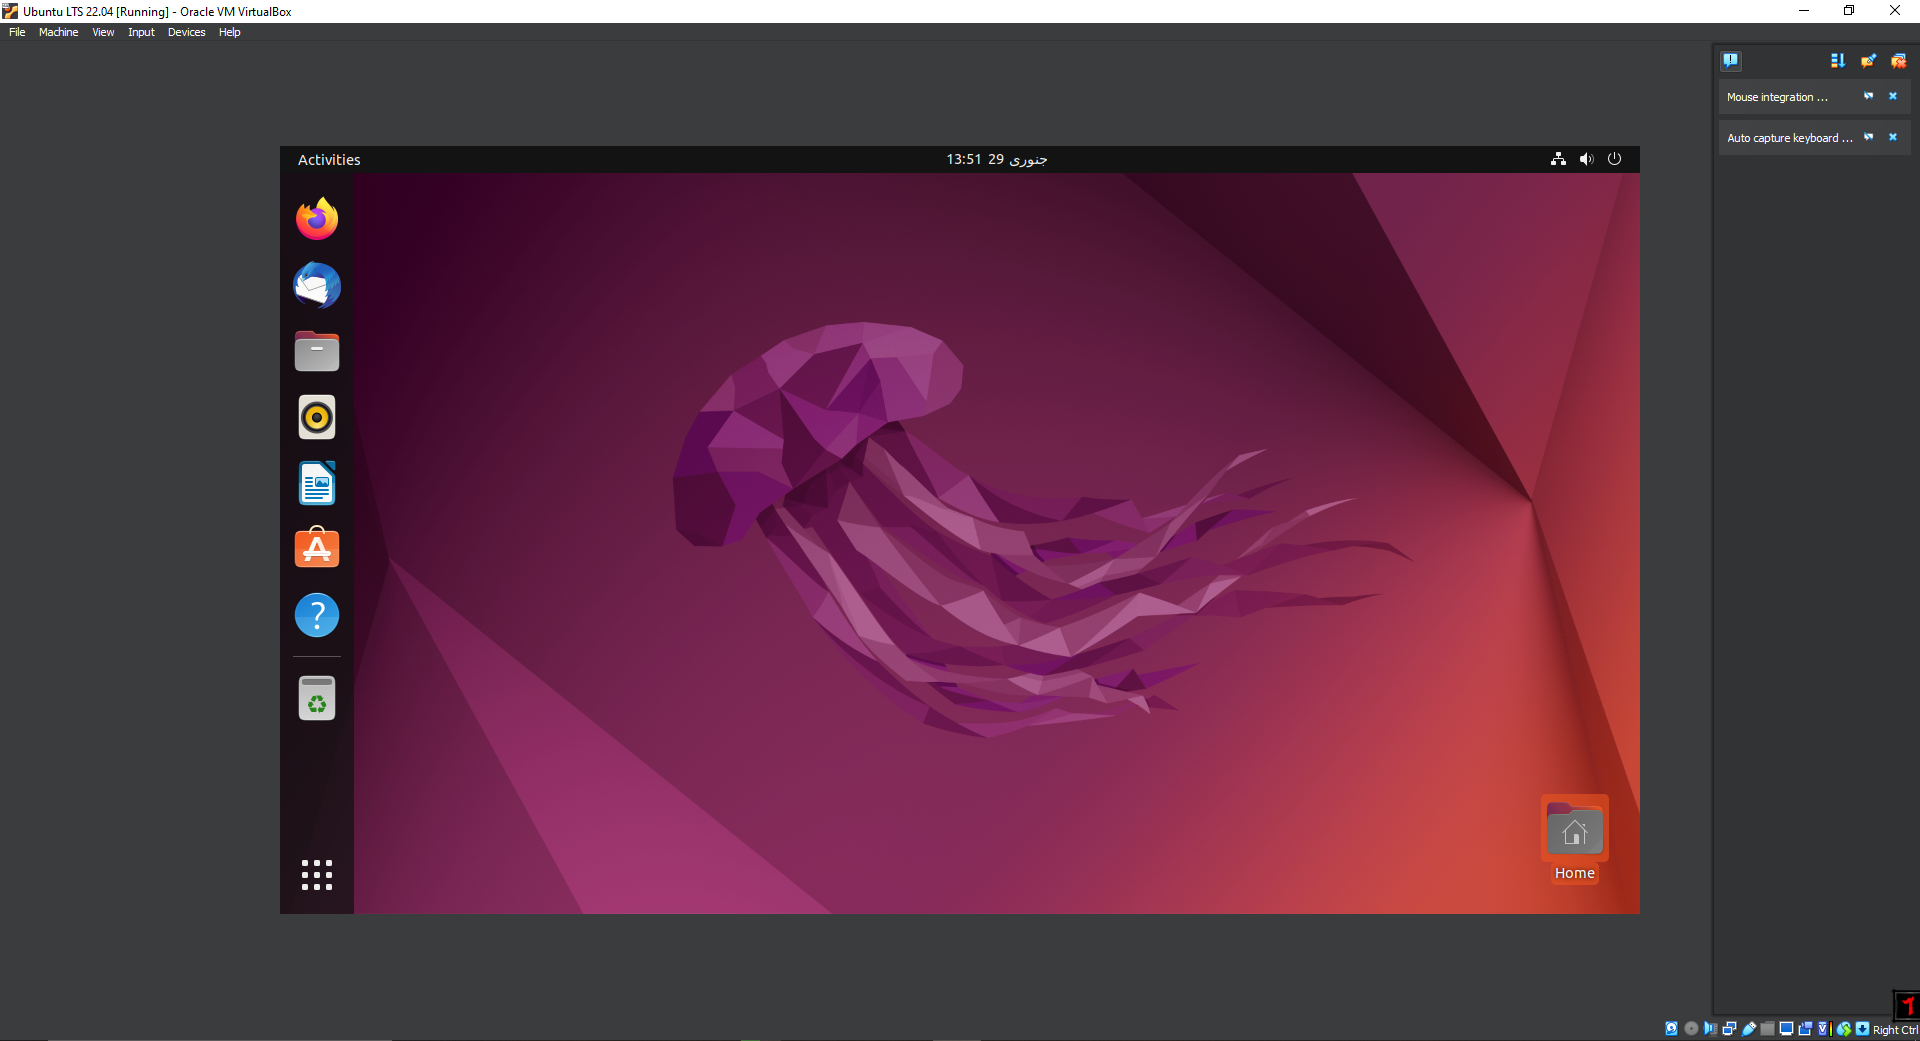 Ubuntu LTS 22.04 [Running] - Oracle VM VirtualBox
File Machine View Input Devices Help
Mouse integration ...
Auto capture keyboard ...
Activities
13:51 29 جنوری
Home
Right Ctrl